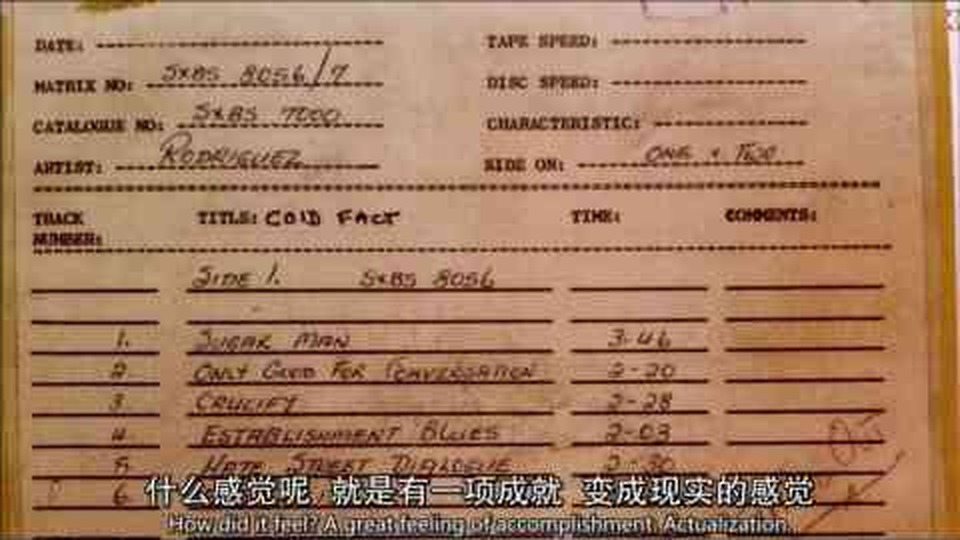 DATE:
TAPE SPEED:
MATRIX NO: SXBS 8056/7
DISC SPEED:
CATALOGUE NO: SXBS 7000
CHARACTERISTIC:
ARTIST: RODRIGUEZ
SIDE ON: ONE & TWO
TRACK NUMBER: TITLE: COLD FACT TIME: COMMENTS:
SIDE 1. SXBS 8056
1. SUGAR MAN 3-46
2 ONLY GOOD FOR CONVERSATION 2-20
3 CRUCIFY 2-28
4 ESTABLISHMENT BLUES 2-03
5 HATE STREET DIALOGUE 2-30
6
什么感觉呢 就是有一项成就 变成现实的感觉
How did it feel? A great feeling of accomplishment. Actualization...